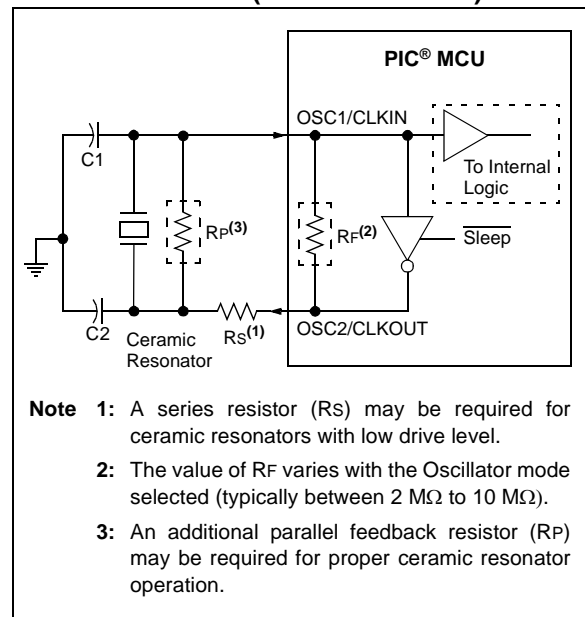 PIC® MCU
OSC1/CLKIN
C1
To Internal
Logic
RP(3)
RF(2)
Sleep
C2
Ceramic
Resonator
RS(1)
OSC2/CLKOUT
Note 1: A series resistor (RS) may be required for
ceramic resonators with low drive level.
2: The value of RF varies with the Oscillator mode
selected (typically between 2 MΩ to 10 MΩ).
3: An additional parallel feedback resistor (RP)
may be required for proper ceramic resonator
operation.